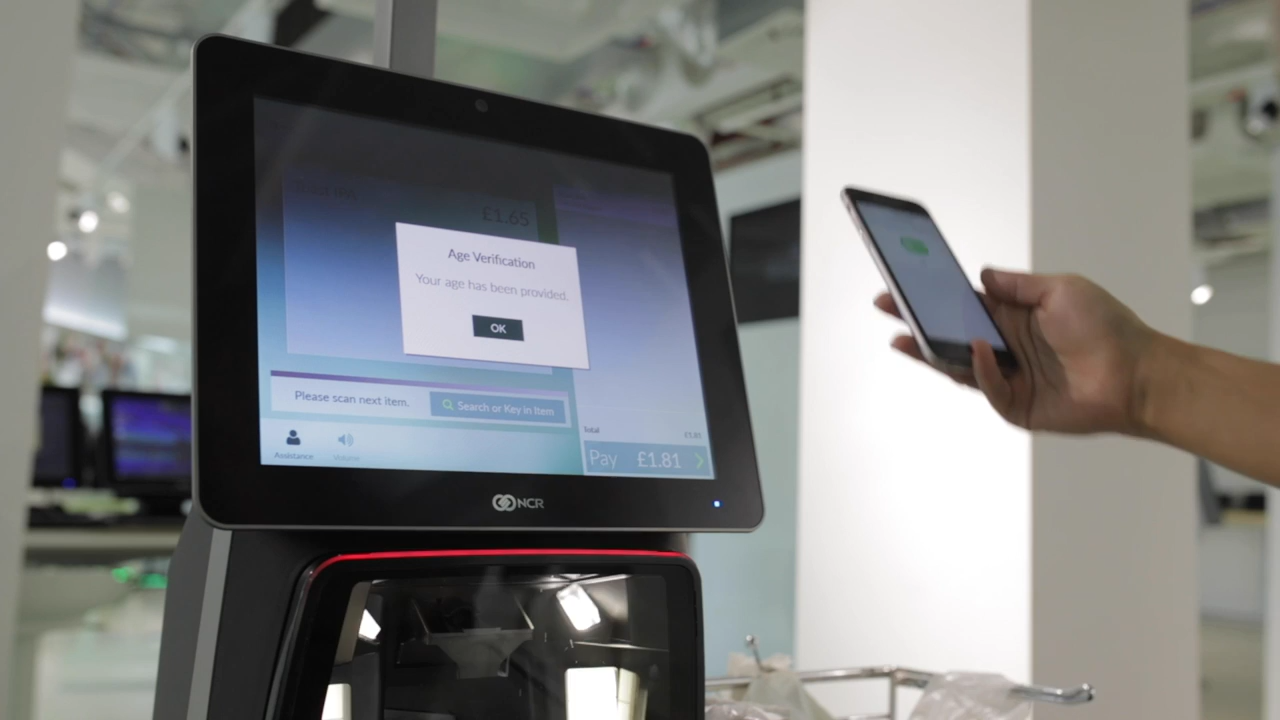 £1.65
Age Verification
Your age has been provided.
OK
Please scan next item.
Search or Key in Item
Assistance
Volume
Total
Pay £1.81
NCR